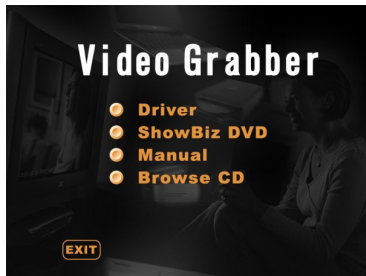 Video Grabber
Driver
ShowBiz DVD
Manual
Browse CD
EXIT